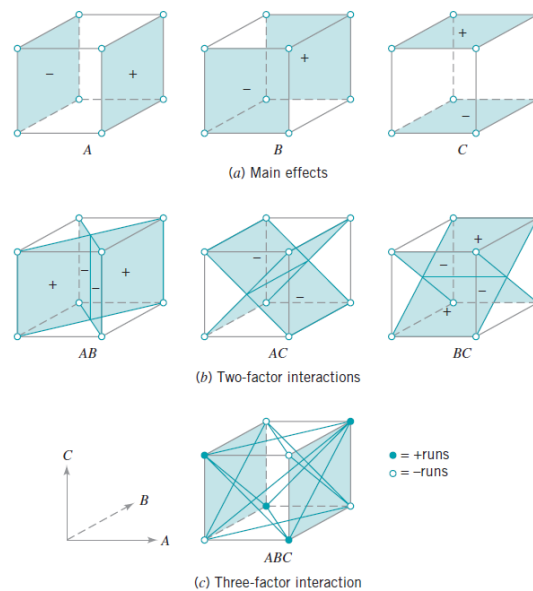 − +
+
−
+
−
A B C
(a) Main effects
+ − − +
− −
+ − − +
AB AC BC
(b) Two-factor interactions
C
B
A
= +runs
= −runs
ABC
(c) Three-factor interaction